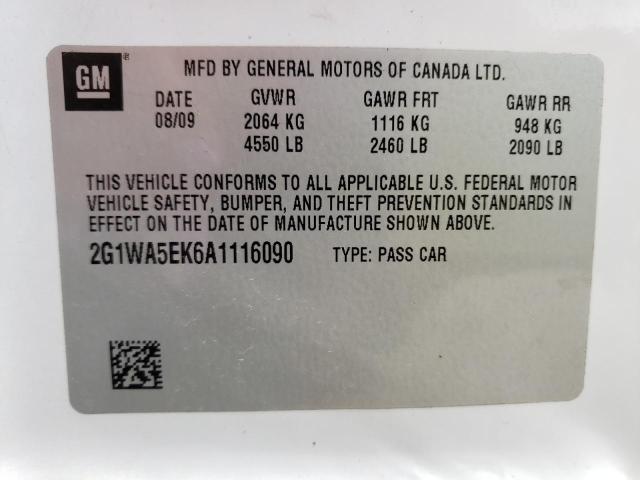 GM
MFD BY GENERAL MOTORS OF CANADA LTD.
DATE GVWR GAWR FRT GAWR RR
08/09 2064 KG 1116 KG 948 KG
4550 LB 2460 LB 2090 LB
THIS VEHICLE CONFORMS TO ALL APPLICABLE U.S. FEDERAL MOTOR
VEHICLE SAFETY, BUMPER, AND THEFT PREVENTION STANDARDS IN
EFFECT ON THE DATE OF MANUFACTURE SHOWN ABOVE.
2G1WA5EK6A1116090 TYPE: PASS CAR